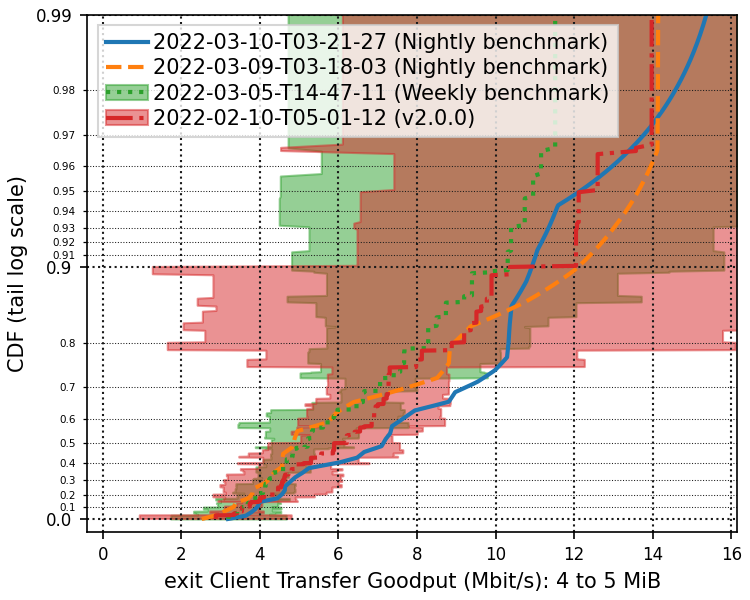 2022-03-10-T03-21-27 (Nightly benchmark)
2022-03-09-T03-18-03 (Nightly benchmark)
2022-03-05-T14-47-11 (Weekly benchmark)
2022-02-10-T05-01-12 (v2.0.0)
CDF (tail log scale)
0.99
0.98
0.97
0.96
0.95
0.94
0.93
0.92
0.91
0.9
0.8
0.7
0.6
0.5
0.4
0.3
0.2
0.1
0.0
0 2 4 6 8 10 12 14 16
exit Client Transfer Goodput (Mbit/s): 4 to 5 MiB